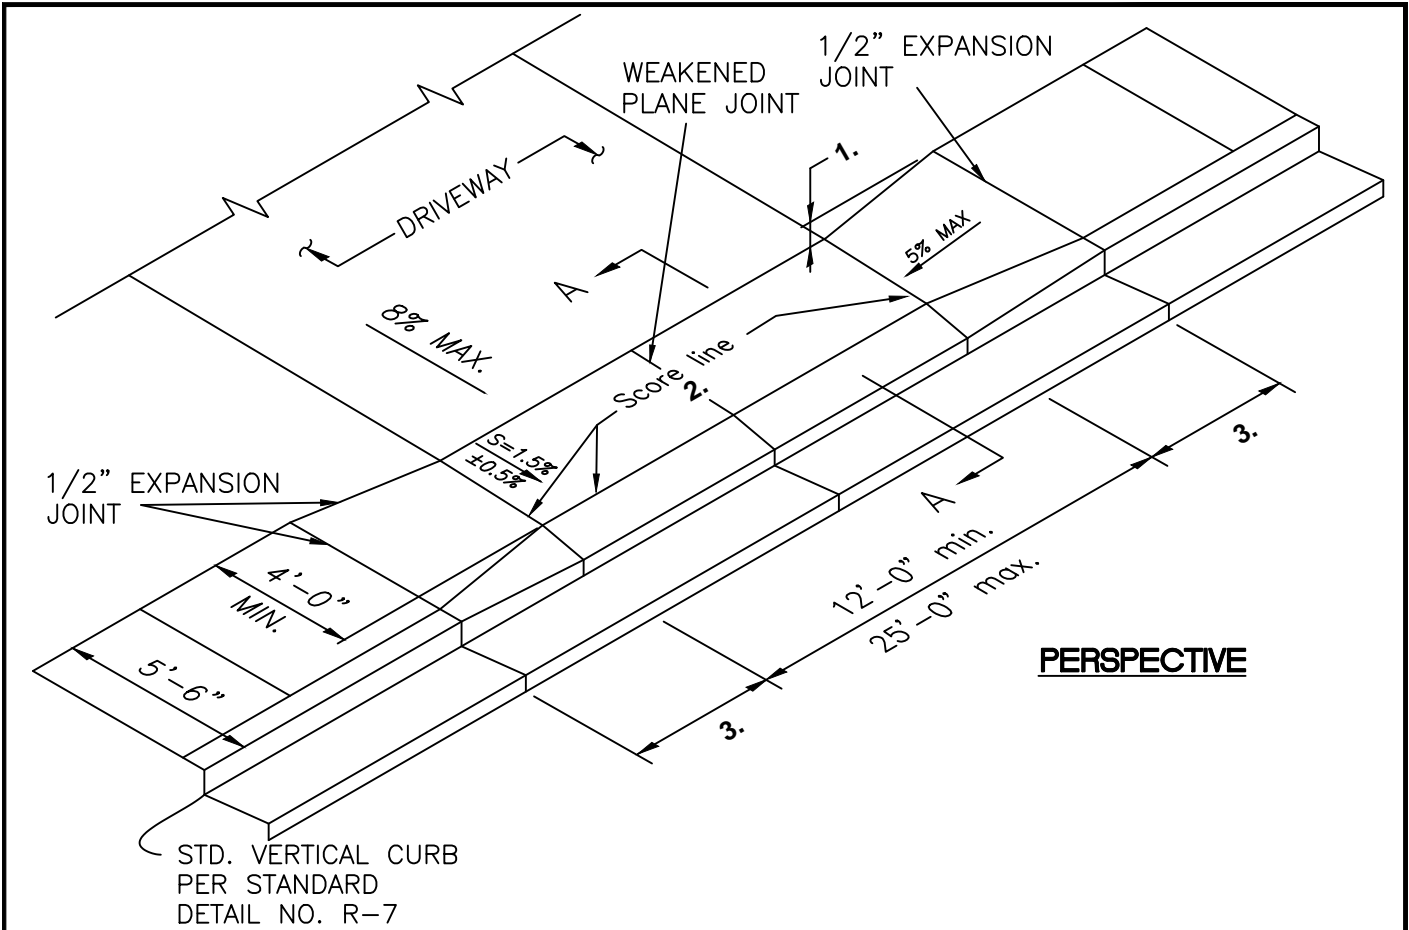 1/2” EXPANSION
JOINT
WEAKENED
PLANE JOINT
1.
DRIVEWAY
5% MAX
A
8% MAX.
Score line
2.
S=1.5%
±0.5%
3.
1/2” EXPANSION
JOINT
A
12’-0” min.
25’-0” max.
4’-0”
MIN.
PERSPECTIVE
5’-6”
3.
STD. VERTICAL CURB
PER STANDARD
DETAIL NO. R-7